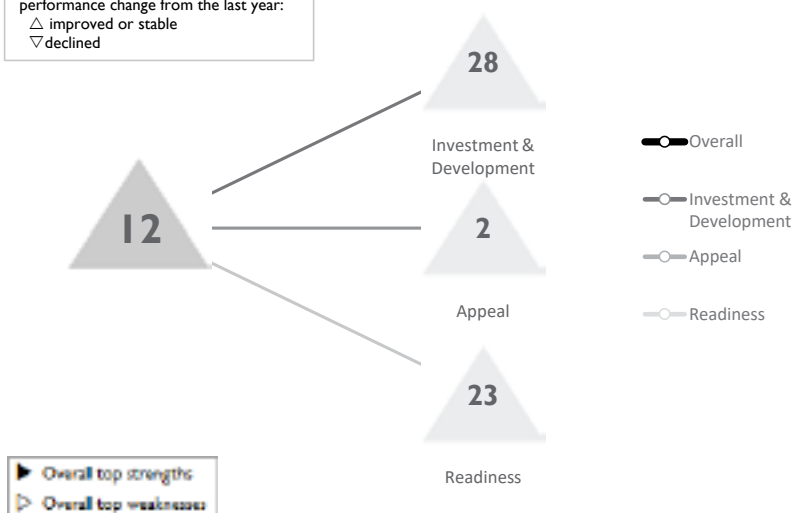 performance change from the last year:
△ improved or stable
▽ declined
28
Investment &
Development
12
2
Appeal
23
Readiness
Overall
Investment &
Development
Appeal
Readiness
▶ Overall top strengths
▷ Overall top weaknesses